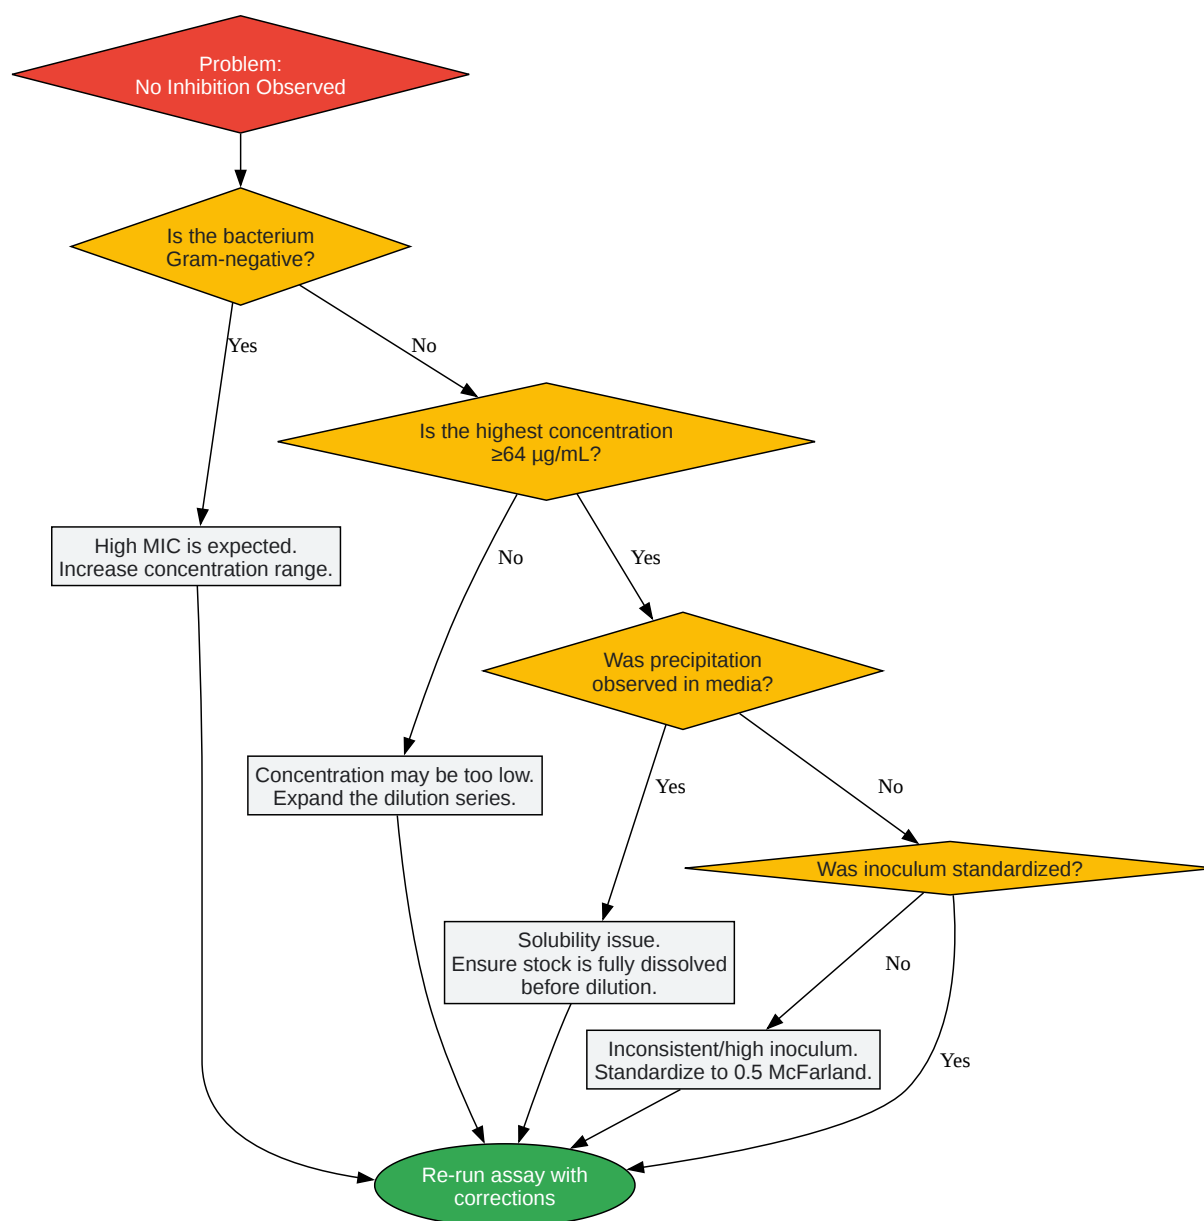 Problem:
No Inhibition Observed
Is the bacterium
Gram-negative?
Yes
No
Is the highest concentration
≥64 µg/mL?
High MIC is expected.
Increase concentration range.
No
Yes
Was precipitation
observed in media?
Concentration may be too low.
Expand the dilution series.
Yes
No
Was inoculum standardized?
Solubility issue.
Ensure stock is fully dissolved
before dilution.
No
Inconsistent/high inoculum.
Standardize to 0.5 McFarland.
Yes
Re-run assay with
corrections